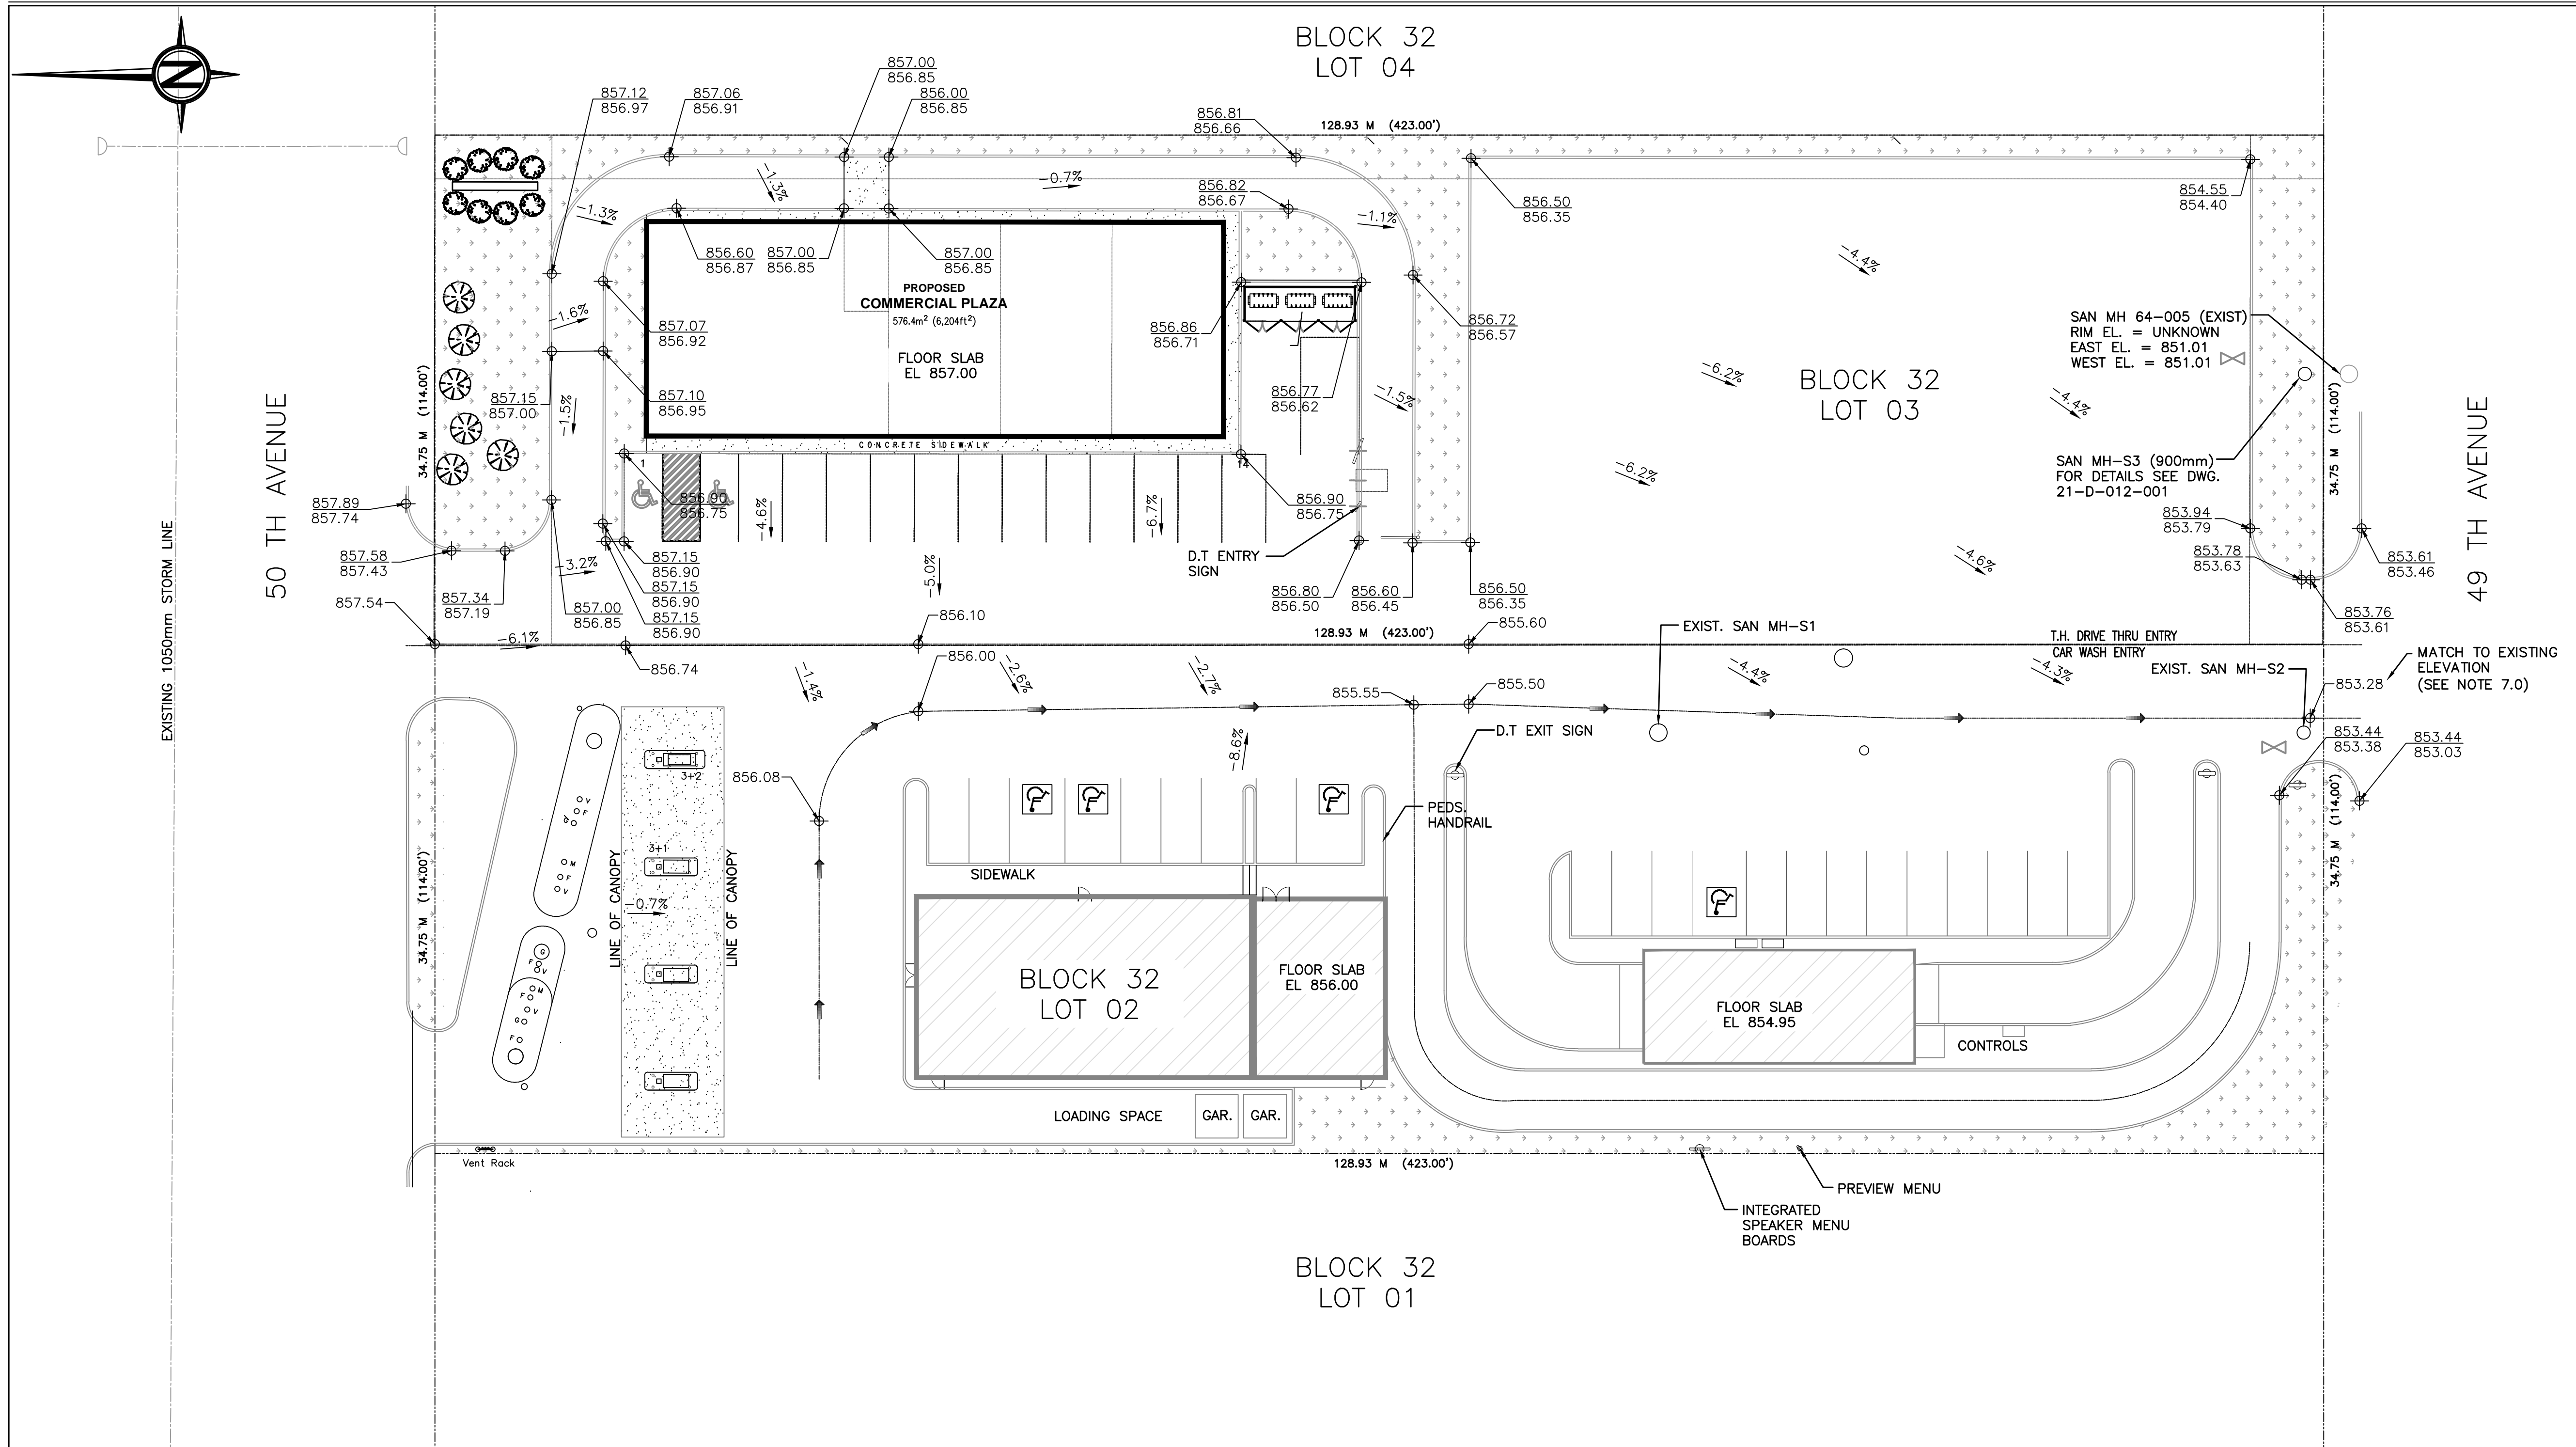 BLOCK 32
LOT 04
N
857.00
856.85
857.12
856.97
857.06
856.91
856.00
856.85
856.81
856.66
128.93 M (423.00')
-1.3%
-0.7%
856.82
856.67
-1.3%
-1.1%
856.50
856.35
854.55
854.40
856.60
856.87
857.00
856.85
857.00
856.85
PROPOSED
COMMERCIAL PLAZA
576.4m² (6,204ft²)
FLOOR SLAB
EL 857.00
-1.6%
857.07
856.92
856.86
856.71
856.72
856.57
-4.4%
SAN MH 64-005 (EXIST)
RIM EL. = UNKNOWN
EAST EL. = 851.01
WEST EL. = 851.01
34.75 M (114.00')
857.15
857.00
-1.5%
857.10
856.95
856.77
856.62
-1.5%
-6.2%
BLOCK 32
LOT 03
-4.4%
34.75 M (114.00')
50 TH AVENUE
49 TH AVENUE
CONCRETE SIDEWALK
1
14
-6.2%
SAN MH-S3 (900mm)
FOR DETAILS SEE DWG.
21-D-012-001
857.89
857.74
856.90
856.75
-4.6%
-6.7%
856.90
856.75
853.94
853.79
857.58
857.43
-3.2%
857.15
856.90
857.15
856.90
857.15
856.90
-5.0%
D.T ENTRY
SIGN
-4.6%
853.78
853.63
853.61
853.46
857.54
857.34
857.19
857.00
856.85
856.80
856.50
856.60
856.45
856.50
856.35
853.76
853.61
EXISTING 1050mm STORM LINE
-6.1%
856.10
128.93 M (423.00')
855.60
EXIST. SAN MH-S1
T.H. DRIVE THRU ENTRY
CAR WASH ENTRY
856.74
856.00
-1.4%
-2.6%
-2.7%
-4.4%
-4.3%
EXIST. SAN MH-S2
MATCH TO EXISTING
ELEVATION
(SEE NOTE 7.0)
855.55
855.50
853.28
D.T EXIT SIGN
-8.6%
853.44
853.38
853.44
853.03
3+2
856.08
PEDS.
HANDRAIL
34.75 M (114.00')
V
F
G
M
F
V
3+1
LINE OF CANOPY
-0.7%
LINE OF CANOPY
SIDEWALK
34.75 M (114.00')
BLOCK 32
LOT 02
FLOOR SLAB
EL 856.00
FLOOR SLAB
EL 854.95
CONTROLS
G
F
V
M
F
V
G
F
LOADING SPACE
GAR.
GAR.
Vent Rack
128.93 M (423.00')
PREVIEW MENU
INTEGRATED
SPEAKER MENU
BOARDS
BLOCK 32
LOT 01